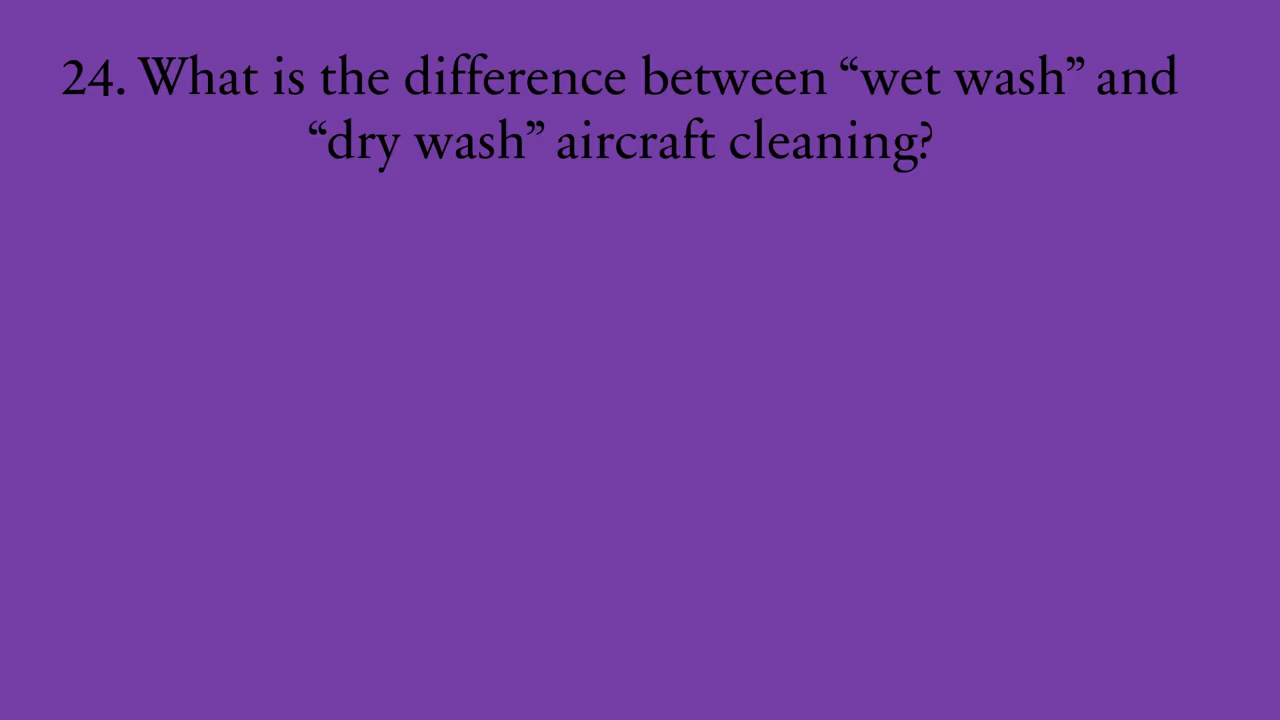 24. What is the difference between “wet wash” and
“dry wash” aircraft cleaning?